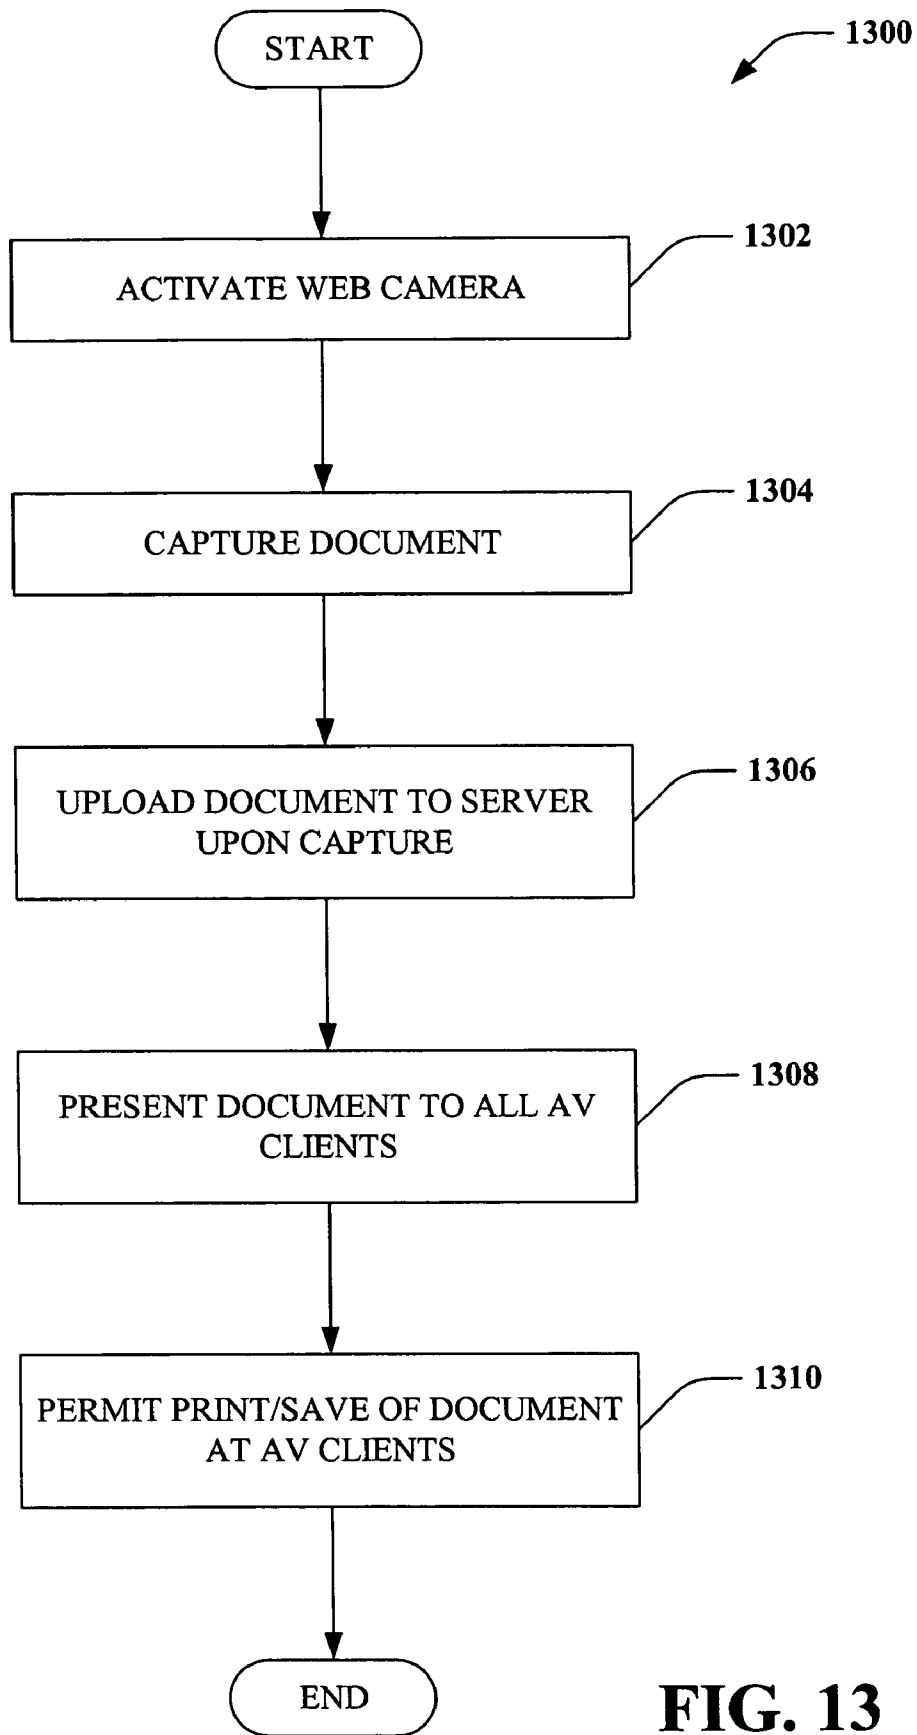 START
1300
1302
ACTIVATE WEB CAMERA
1304
CAPTURE DOCUMENT
1306
UPLOAD DOCUMENT TO SERVER
UPON CAPTURE
1308
PRESENT DOCUMENT TO ALL AV
CLIENTS
1310
PERMIT PRINT/SAVE OF DOCUMENT
AT AV CLIENTS
END
FIG. 13